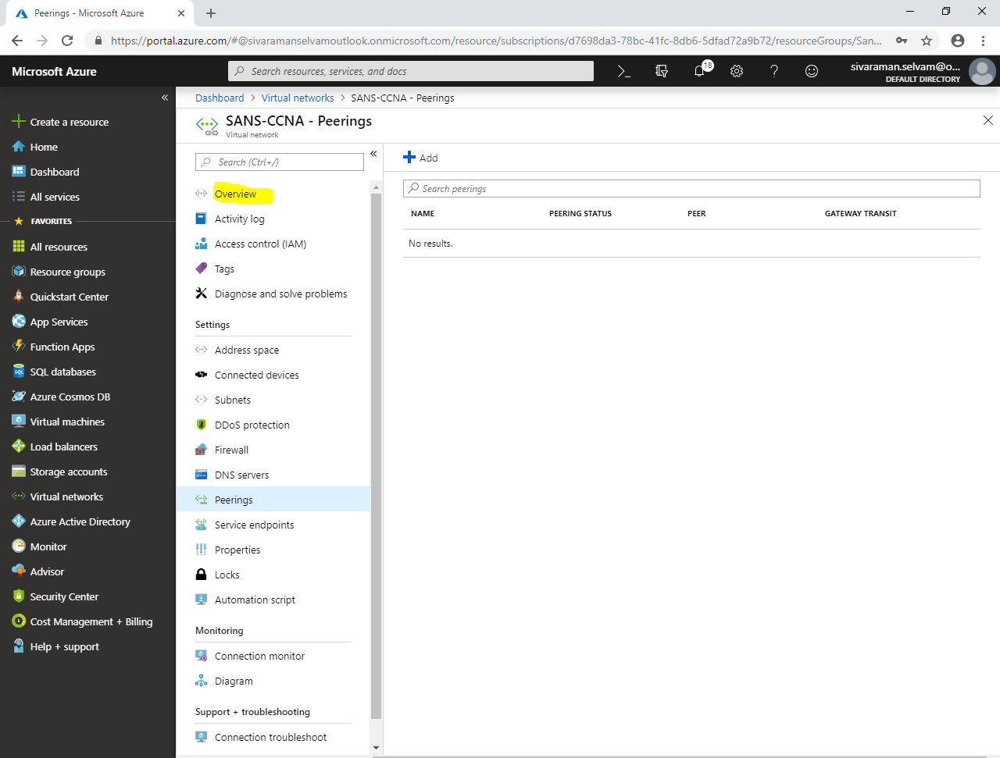 Peerings - Microsoft Azure
https://portal.azure.com/#@sivaramanselvamoutlook.onmicrosoft.com/resource/subscriptions/d7698da3-78bc-41fc-8db6-5dfad72a9b72/resourceGroups/San...
Microsoft Azure
Search resources, services, and docs
18
sivaraman.selvam@o...
DEFAULT DIRECTORY
Create a resource
Home
Dashboard
All services
FAVORITES
All resources
Resource groups
Quickstart Center
App Services
Function Apps
SQL databases
Azure Cosmos DB
Virtual machines
Load balancers
Storage accounts
Virtual networks
Azure Active Directory
Monitor
Advisor
Security Center
Cost Management + Billing
Help + support
Dashboard > Virtual networks > SANS-CCNA - Peerings
SANS-CCNA - Peerings
Virtual network
Search (Ctrl+/)
Overview
Activity log
Access control (IAM)
Tags
Diagnose and solve problems
Settings
Address space
Connected devices
Subnets
DDoS protection
Firewall
DNS servers
Peerings
Service endpoints
Properties
Locks
Automation script
Monitoring
Connection monitor
Diagram
Support + troubleshooting
Connection troubleshoot
Add
Search peerings
NAME PEERING STATUS PEER GATEWAY TRANSIT
No results.